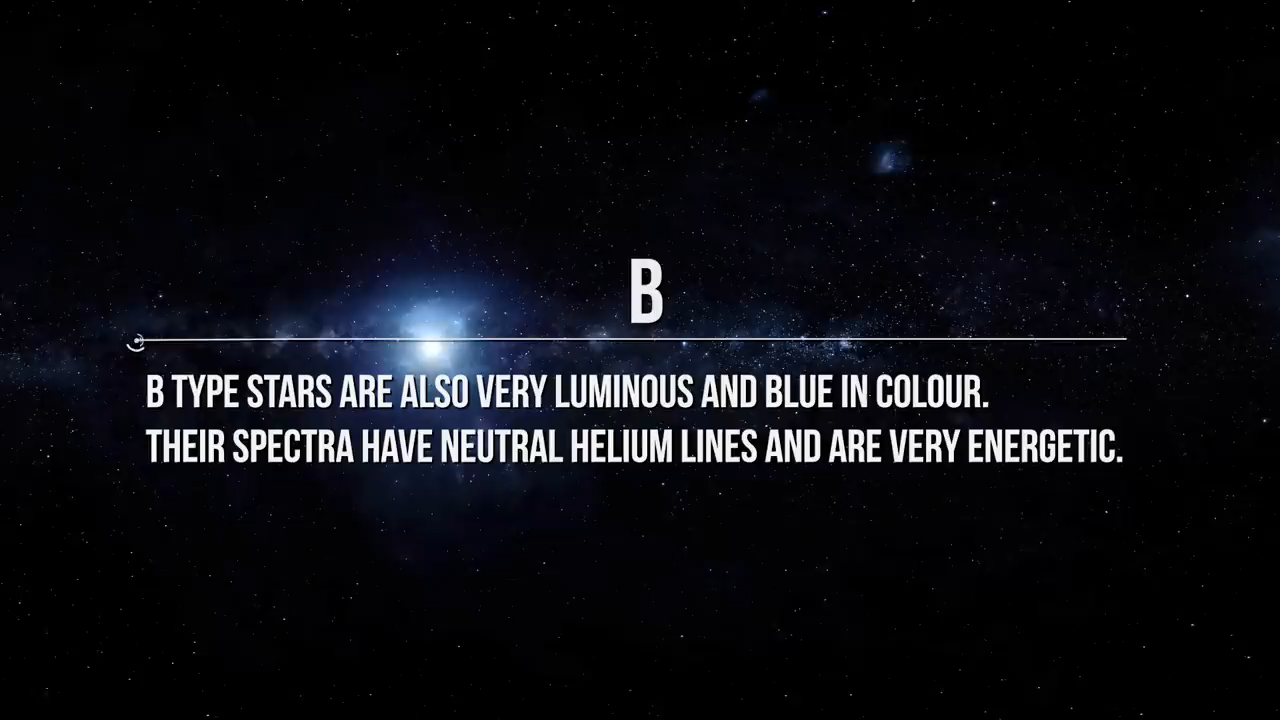 B
B TYPE STARS ARE ALSO VERY LUMINOUS AND BLUE IN COLOUR.
THEIR SPECTRA HAVE NEUTRAL HELIUM LINES AND ARE VERY ENERGETIC.